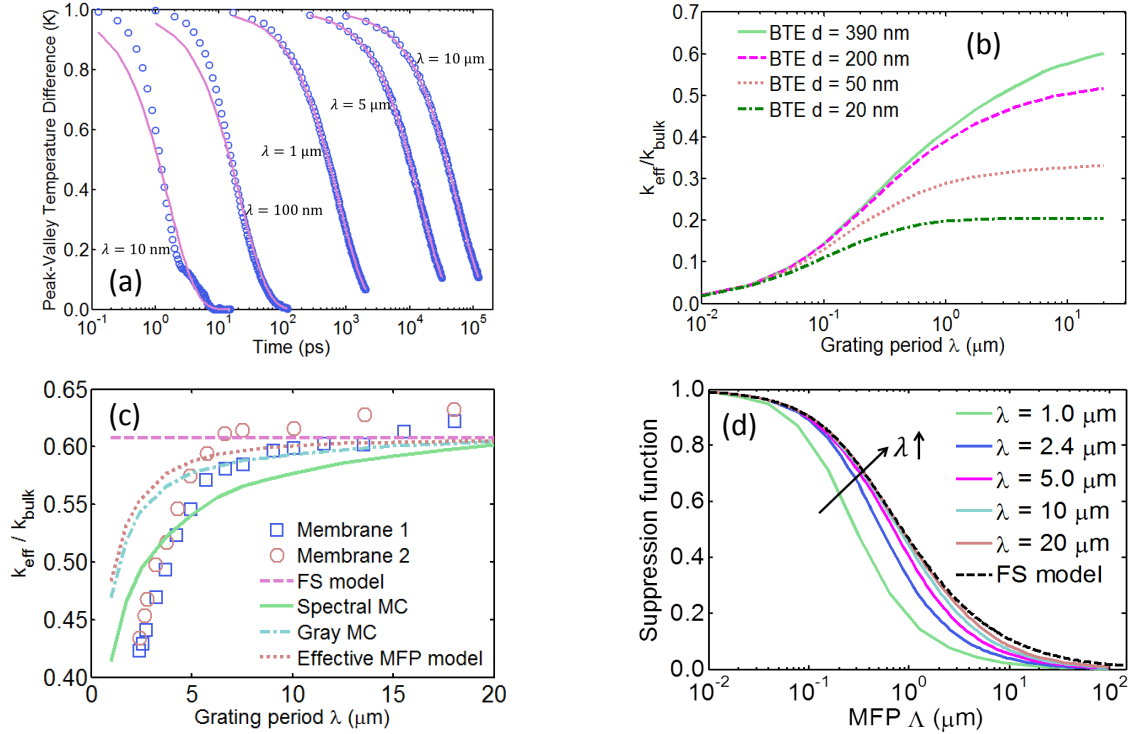 Peak-Valley Temperature Difference (K)
1.0
0.8
0.6
0.4
0.2
0.0
λ = 10 μm
λ = 5 μm
λ = 1 μm
λ = 100 nm
λ = 10 nm
(a)
10^-1 10^0 10^1 10^2 10^3 10^4 10^5
Time (ps)
k_eff/k_bulk
0.7
0.6
0.5
0.4
0.3
0.2
0.1
0.0
BTE d = 390 nm
BTE d = 200 nm
BTE d = 50 nm
BTE d = 20 nm
(b)
10^-2 10^-1 10^0 10^1
Grating period λ (μm)
k_eff / k_bulk
0.65
0.60
0.55
0.50
0.45
0.40
(c)
Membrane 1
Membrane 2
FS model
Spectral MC
Gray MC
Effective MFP model
0 5 10 15 20
Grating period λ (μm)
Suppression function
1.0
0.8
0.6
0.4
0.2
0.0
(d)
λ↑
λ = 1.0 μm
λ = 2.4 μm
λ = 5.0 μm
λ = 10 μm
λ = 20 μm
FS model
10^-2 10^-1 10^0 10^1 10^2
MFP Λ (μm)